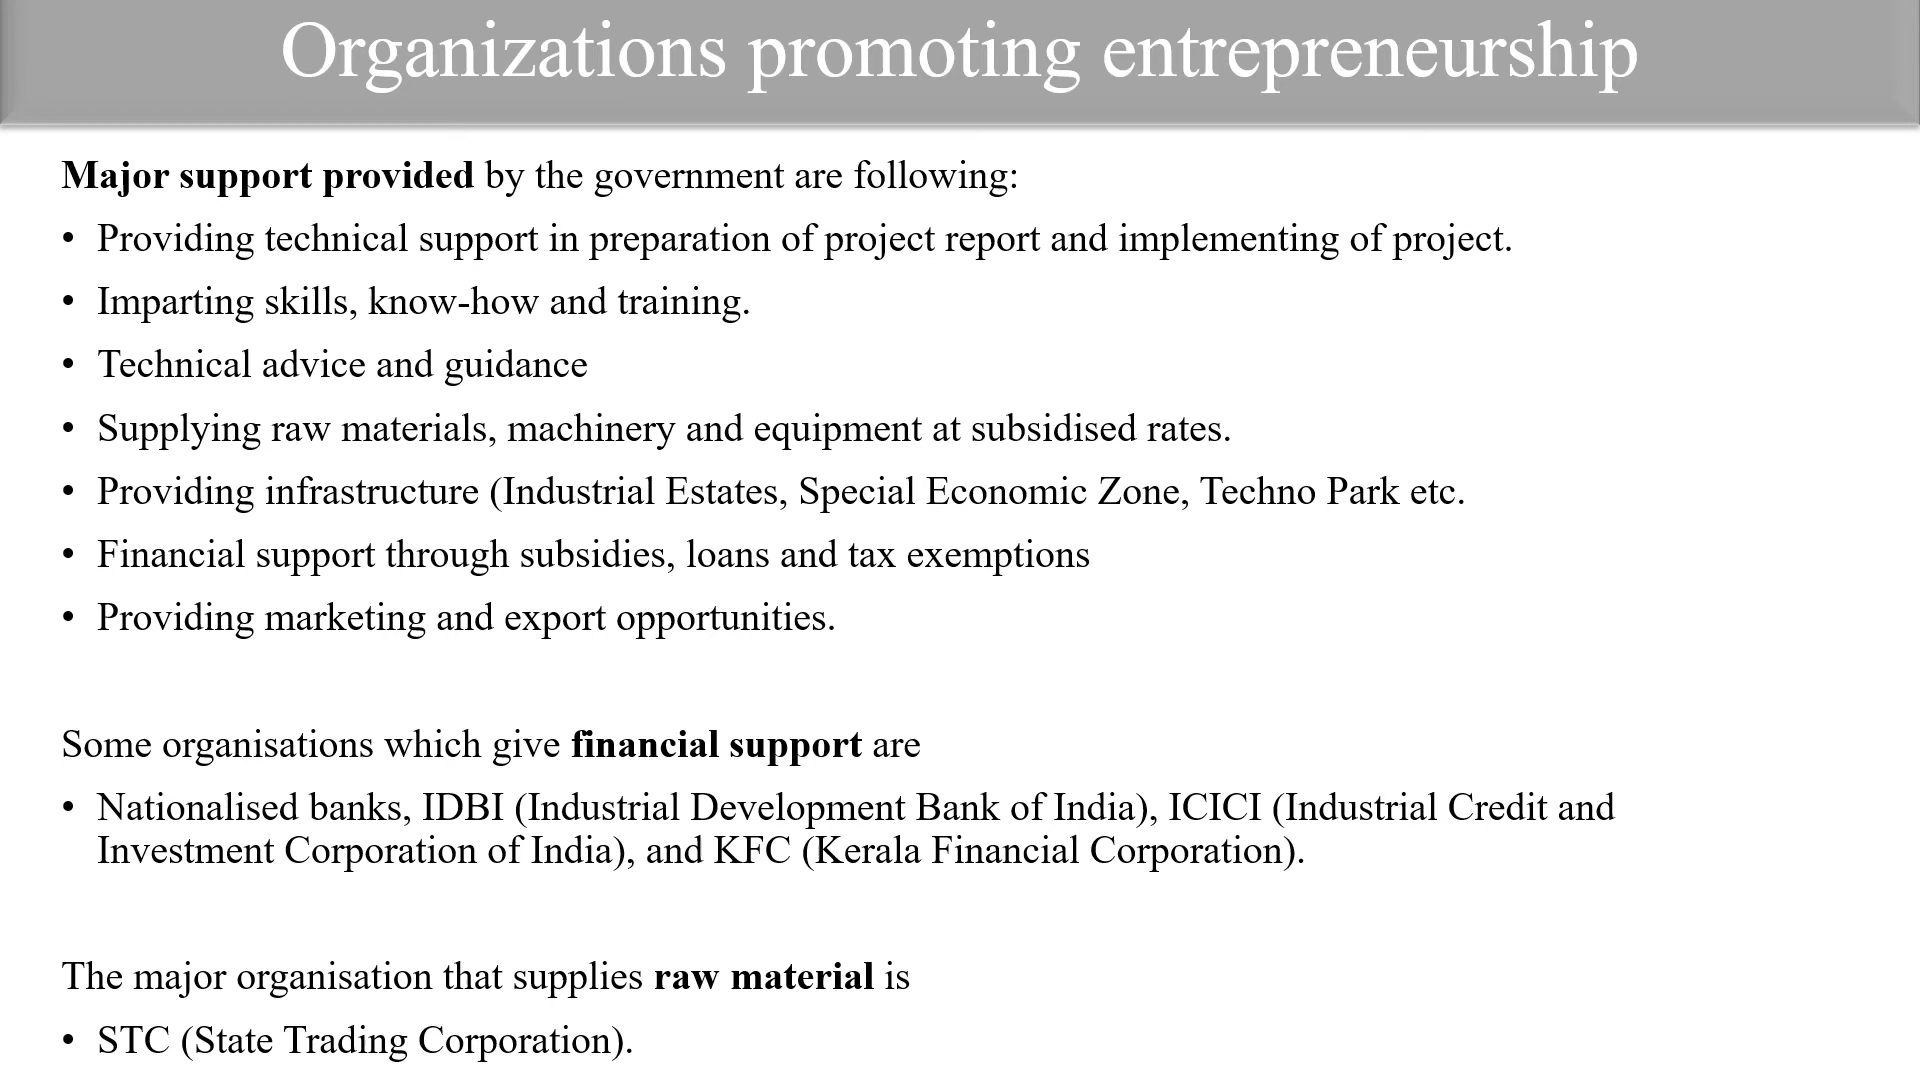 Organizations promoting entrepreneurship
Major support provided by the government are following:
• Providing technical support in preparation of project report and implementing of project.
• Imparting skills, know-how and training.
• Technical advice and guidance
• Supplying raw materials, machinery and equipment at subsidised rates.
• Providing infrastructure (Industrial Estates, Special Economic Zone, Techno Park etc.
• Financial support through subsidies, loans and tax exemptions
• Providing marketing and export opportunities.
Some organisations which give financial support are
• Nationalised banks, IDBI (Industrial Development Bank of India), ICICI (Industrial Credit and
Investment Corporation of India), and KFC (Kerala Financial Corporation).
The major organisation that supplies raw material is
• STC (State Trading Corporation).